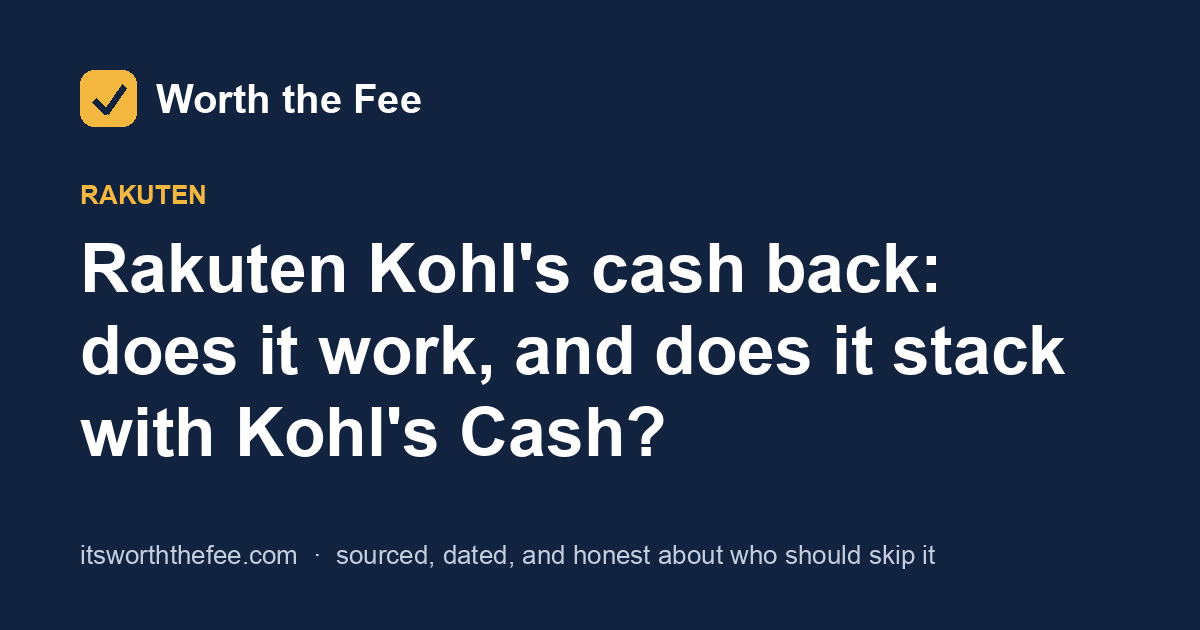 Worth the Fee
RAKUTEN
Rakuten Kohl's cash back:
does it work, and does it stack
with Kohl's Cash?
itsworththefee.com · sourced, dated, and honest about who should skip it